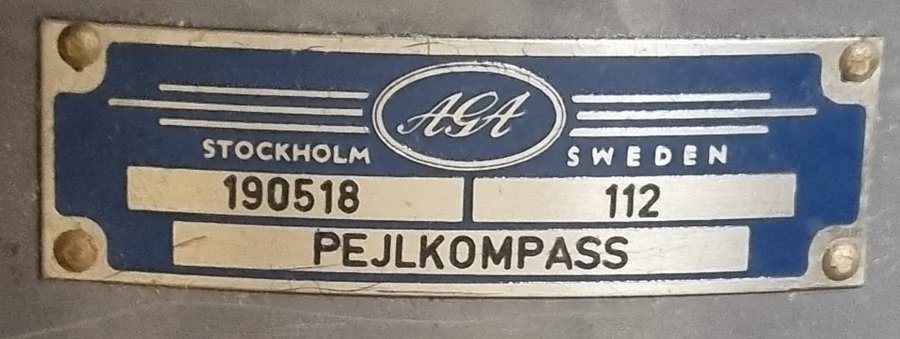 AGA
STOCKHOLM SWEDEN
190518 112
PEJLKOMPASS